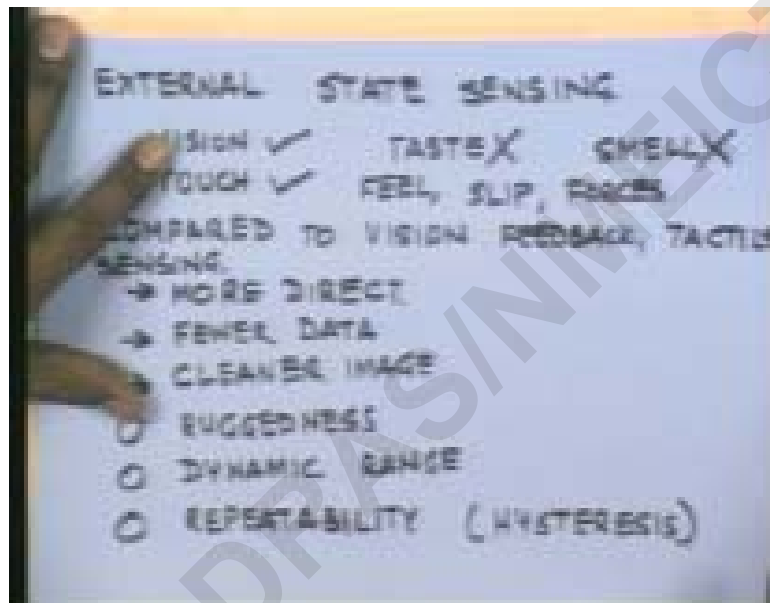 EXTERNAL STATE SENSING
VISION ✓ TASTE X SMELL X
TOUCH ✓ FEEL, SLIP, FORCES
COMPARED TO VISION FEEDBACK, TACTILE
SENSING
→ MORE DIRECT
→ FEWER DATA
→ CLEANER IMAGE
O RUGGEDNESS
O DYNAMIC RANGE
O REPEATABILITY (HYSTERESIS)